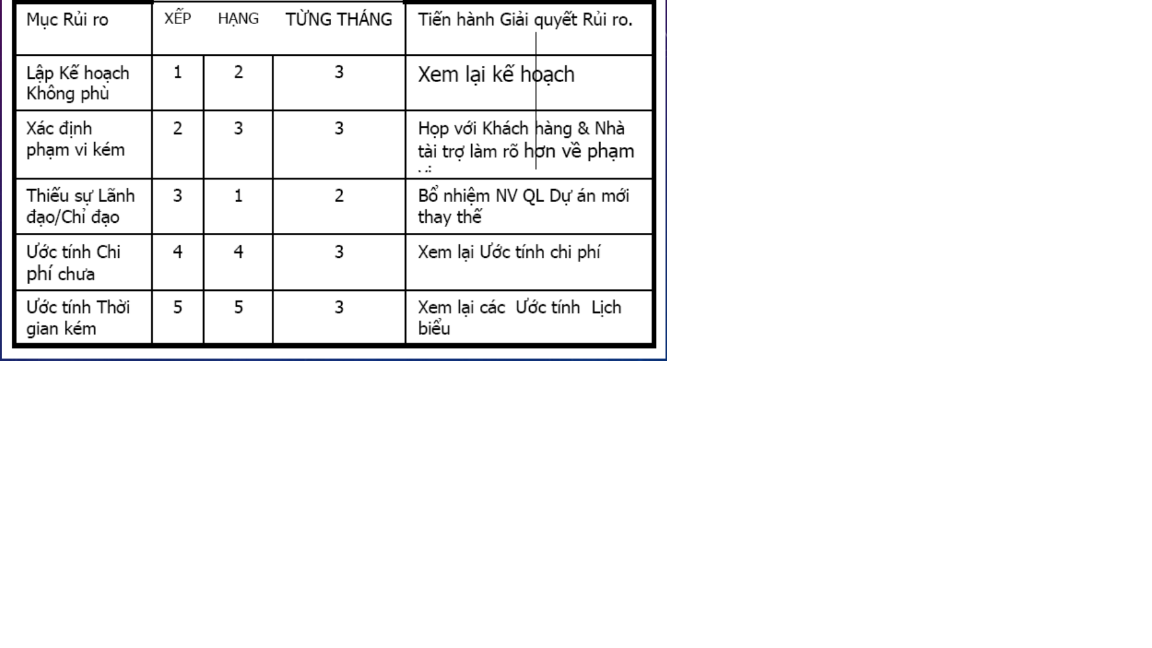 Mục Rủi ro XẾP HẠNG TỪNG THÁNG Tiến hành Giải quyết Rủi ro.
Lập Kế hoạch 1 2 3 Xem lại kế hoạch
Không phù
Xác định 2 3 3 Họp với Khách hàng & Nhà
phạm vi kém tài trợ làm rõ hơn về phạm
Thiếu sự Lãnh 3 1 2 Bổ nhiệm NV QL Dự án mới
đạo/Chỉ đạo thay thế
Ước tính Chi 4 4 3 Xem lại Ước tính chi phí
phí chưa
Ước tính Thời 5 5 3 Xem lại các Ước tính Lịch
gian kém biểu